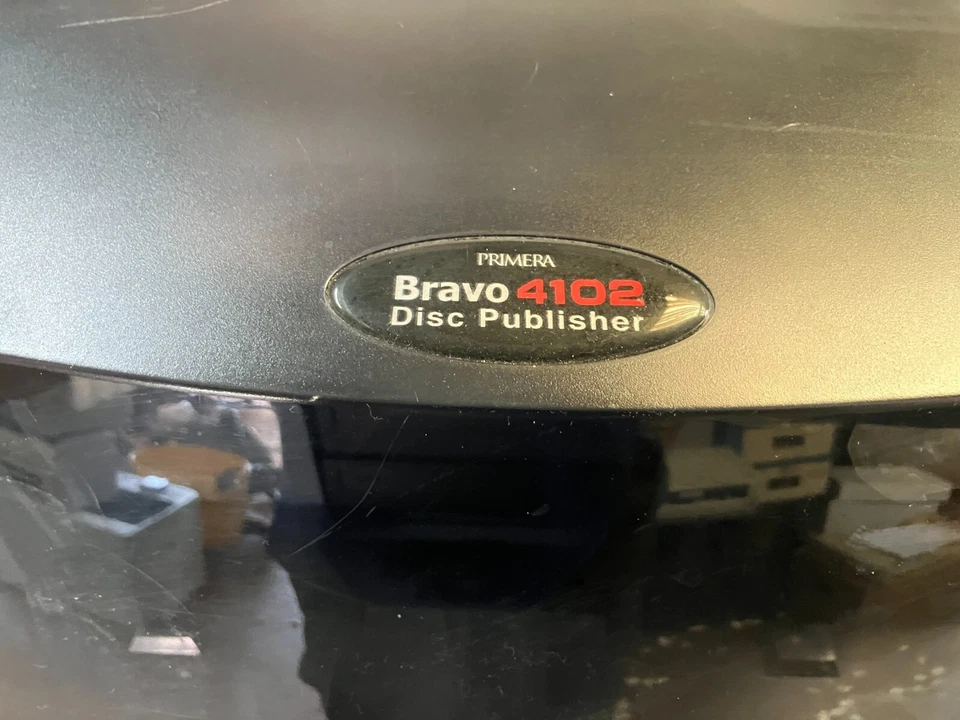 PRIMERA
Bravo 4102
Disc Publisher